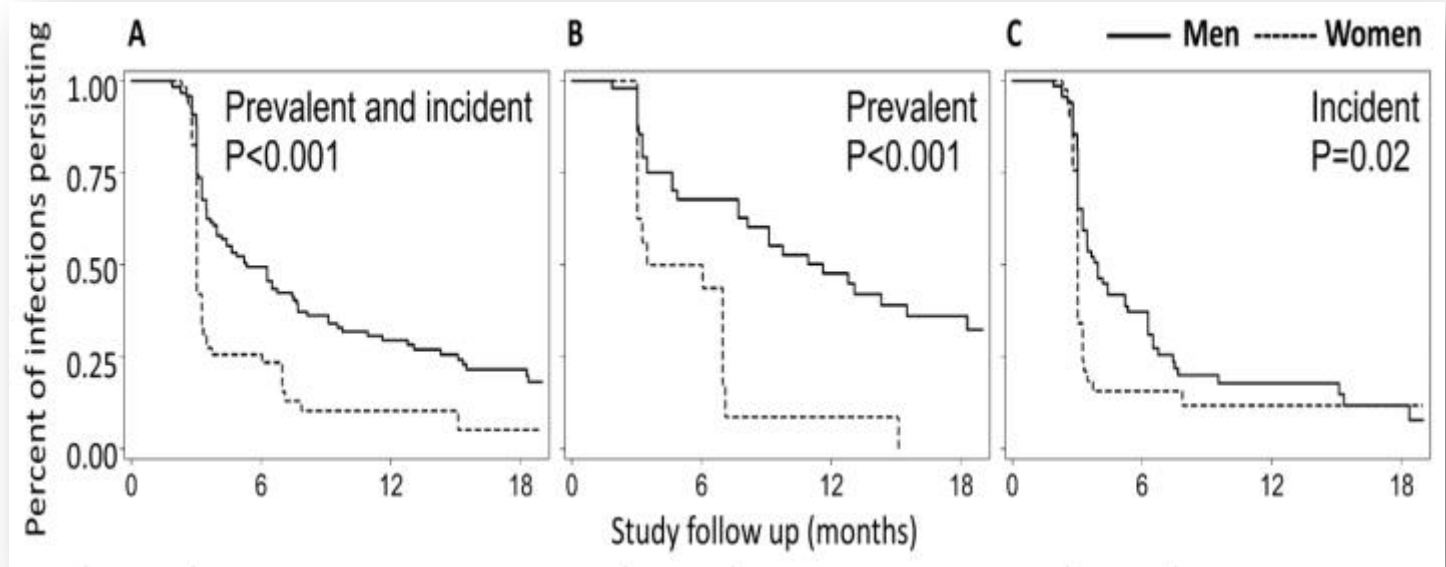 A
B
C
Men
Women
Percent of infections persisting
1.00
0.75
0.50
0.25
0.00
Prevalent and incident
P<0.001
Prevalent
P<0.001
Incident
P=0.02
0 6 12 18
0 6 12 18
0 6 12 18
Study follow up (months)